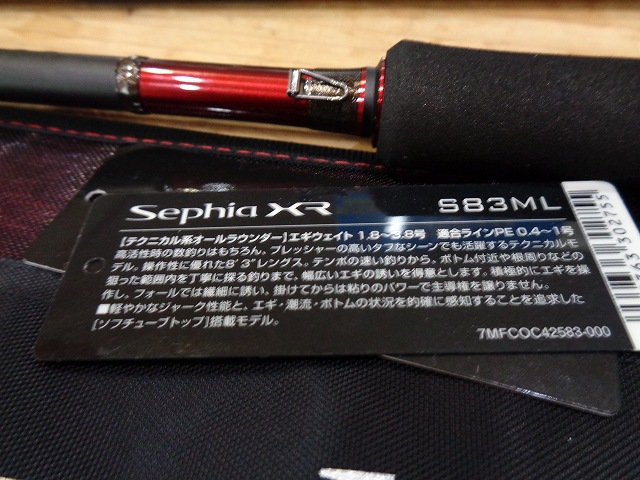 Sephia XR S83ML
【テクニカル系オールラウンダー】エギウェイト 1.8~3.8号 適合ラインPE 0.4~1号
高活性時の数釣りはもちろん、プレッシャーの高いタフなシーンでも活躍するテクニカルモ
デル。操作性に優れた8'3"レングス。テンポの速い釣りから、ボトム付近や根周りなどの
狙った範囲内を丁寧に探る釣りまで、幅広いエギの誘いを得意とします。積極的にエギを操
作し、フォールでは繊細に誘い、掛けてからは粘りのパワーで主導権を譲りません。
■軽やかなジャーク性能と、エギ・潮流・ボトムの状況を的確に感知することを追求した
[ソフチューブトップ]搭載モデル。
7MFCOC42583-000